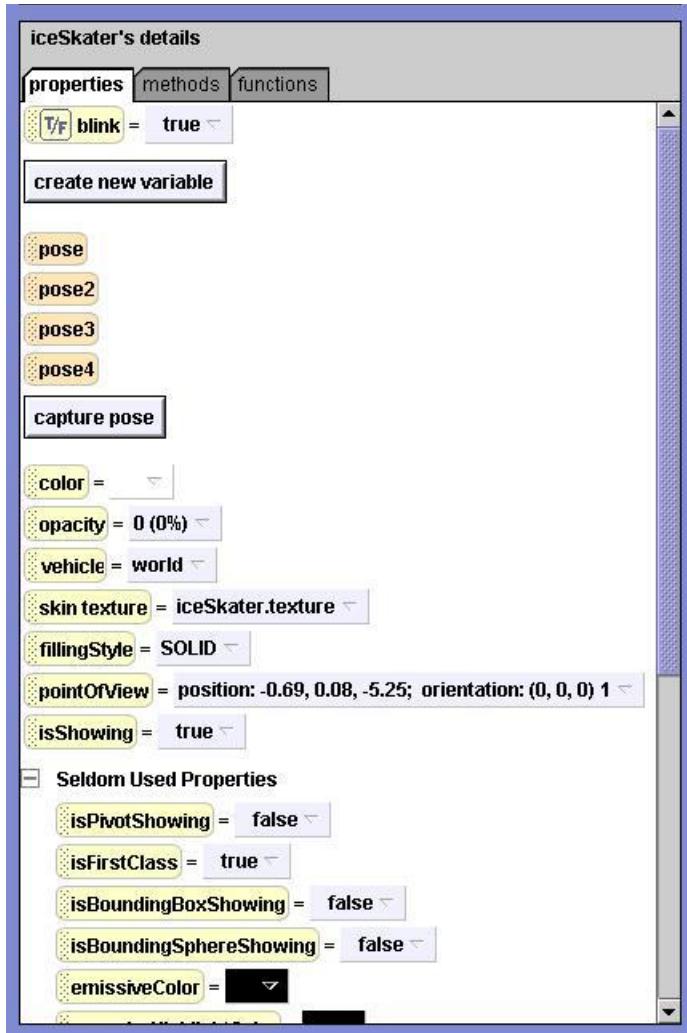 iceSkater's details
properties methods functions
T/F blink = true
create new variable
pose
pose2
pose3
pose4
capture pose
color =
opacity = 0 (0%)
vehicle = world
skin texture = iceSkater.texture
fillingStyle = SOLID
pointOfView = position: -0.69, 0.08, -5.25; orientation: (0, 0, 0) 1
isShowing = true
Seldom Used Properties
isPivotShowing = false
isFirstClass = true
isBoundingBoxShowing = false
isBoundingSphereShowing = false
emissiveColor =